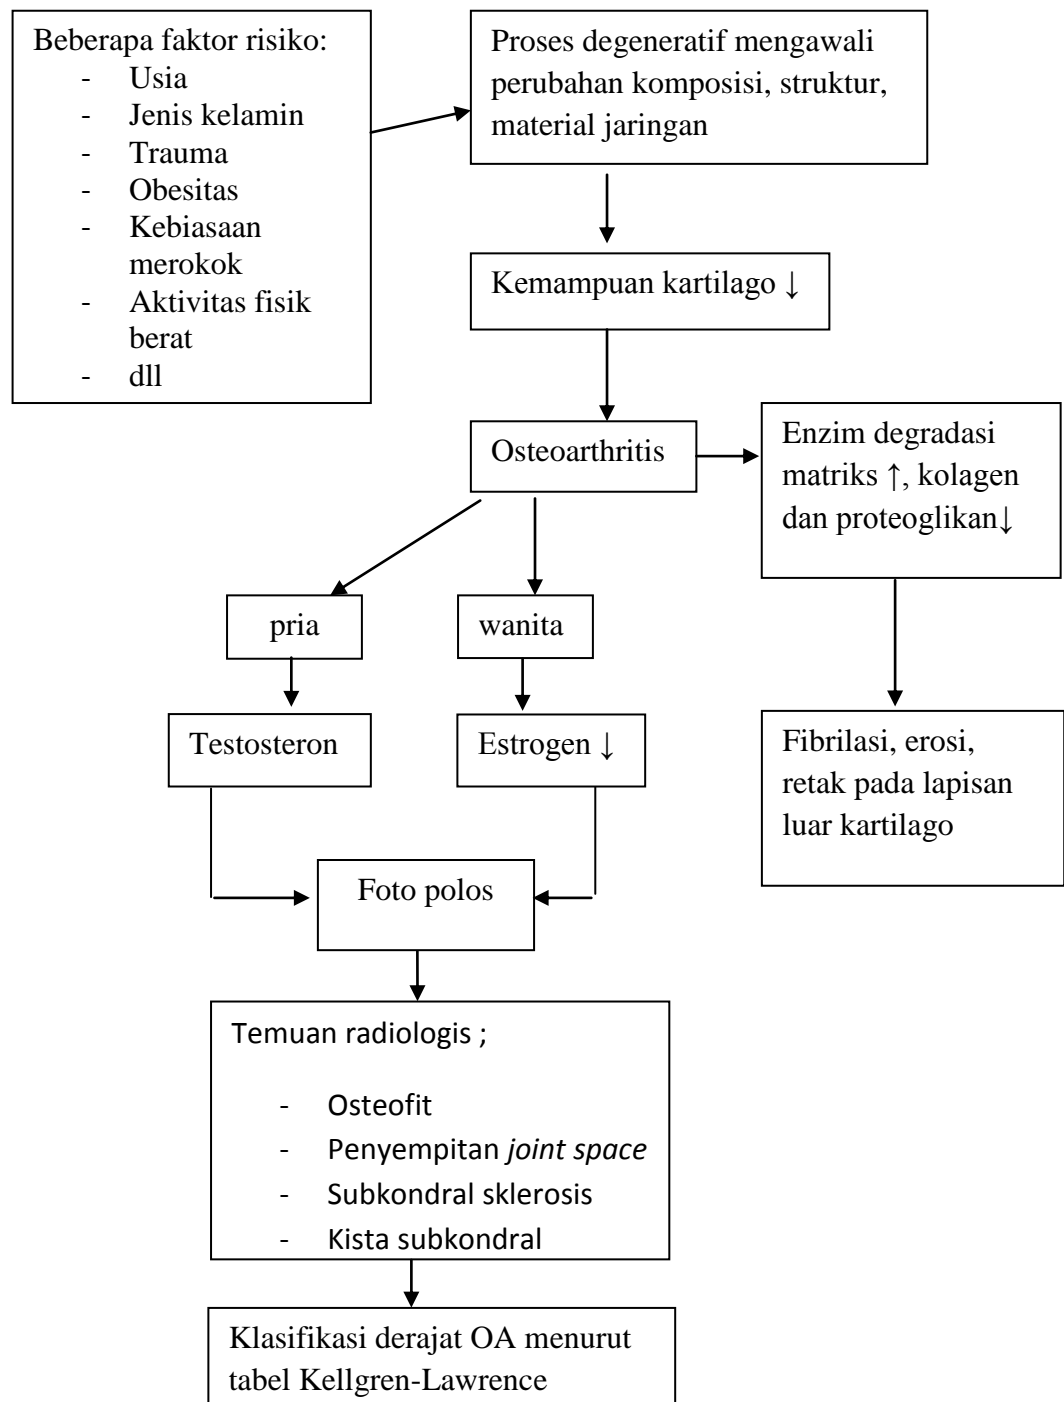 Beberapa faktor risiko:
- Usia
- Jenis kelamin
- Trauma
- Obesitas
- Kebiasaan
merokok
- Aktivitas fisik
berat
- dll
Proses degeneratif mengawali
perubahan komposisi, struktur,
material jaringan
Kemampuan kartilago ↓
Osteoarthritis
Enzim degradasi
matriks ↑, kolagen
dan proteoglikan↓
pria
wanita
Testosteron
Estrogen ↓
Fibrilasi, erosi,
retak pada lapisan
luar kartilago
Foto polos
Temuan radiologis ;
- Osteofit
- Penyempitan joint space
- Subkondral sklerosis
- Kista subkondral
Klasifikasi derajat OA menurut
tabel Kellgren-Lawrence